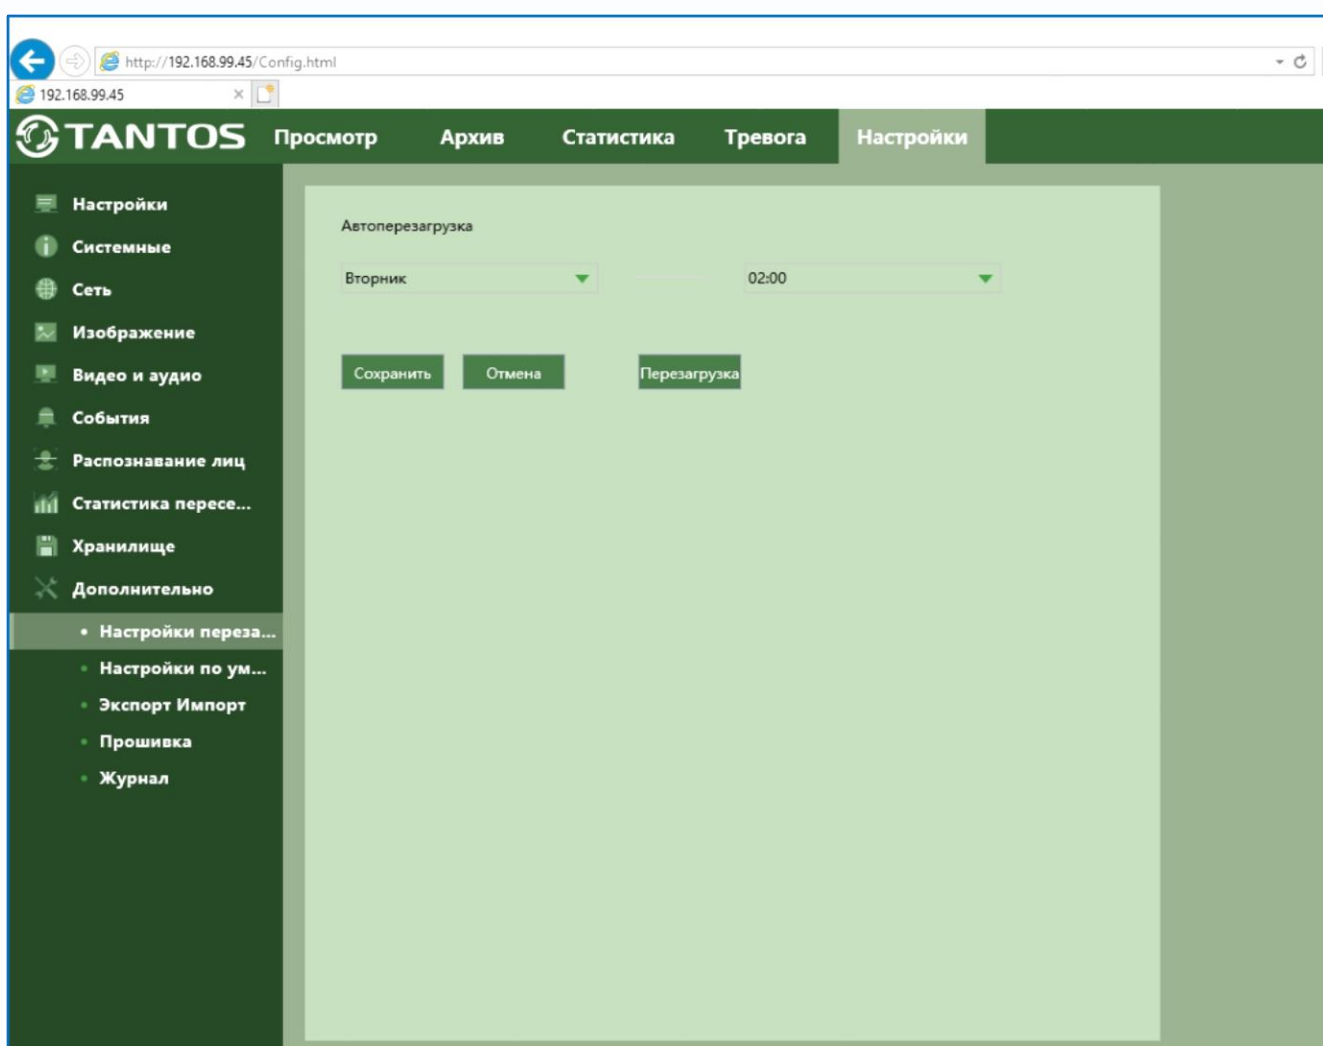 http://192.168.99.45/Config.html
192.168.99.45
TANTOS Просмотр Архив Статистика Тревога Настройки
Настройки
Системные
Сеть
Изображение
Видео и аудио
События
Распознавание лиц
Статистика пересе...
Хранилище
Дополнительно
Настройки переза...
Настройки по ум...
Экспорт Импорт
Прошивка
Журнал
Автоперезагрузка
Вторник 02:00
Сохранить Отмена Перезагрузка